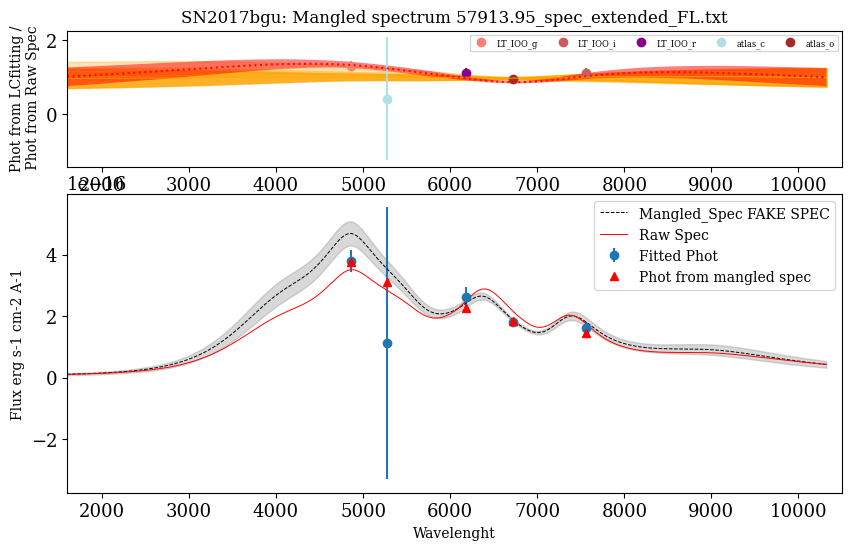 SN2017bgu: Mangled spectrum 57913.95_spec_extended_FL.txt
Phot from LCfitting /
Phot from Raw Spec
2
0
LT_IOO_g
LT_IOO_i
LT_IOO_r
atlas_c
atlas_o
2000 3000 4000 5000 6000 7000 8000 9000 10000
1e−16
Flux erg s-1 cm-2 A-1
4
2
0
−2
Mangled_Spec FAKE SPEC
Raw Spec
Fitted Phot
Phot from mangled spec
2000 3000 4000 5000 6000 7000 8000 9000 10000
Wavelenght